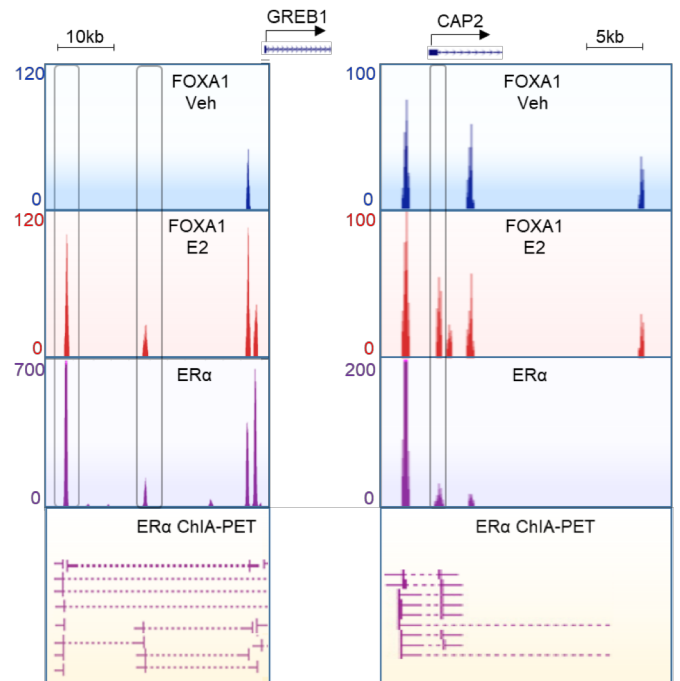 GREB1
CAP2
10kb
5kb
120
FOXA1
Veh
0
100
FOXA1
Veh
0
120
FOXA1
E2
0
100
FOXA1
E2
0
700
ERα
0
200
ERα
0
ERα ChIA-PET
ERα ChIA-PET